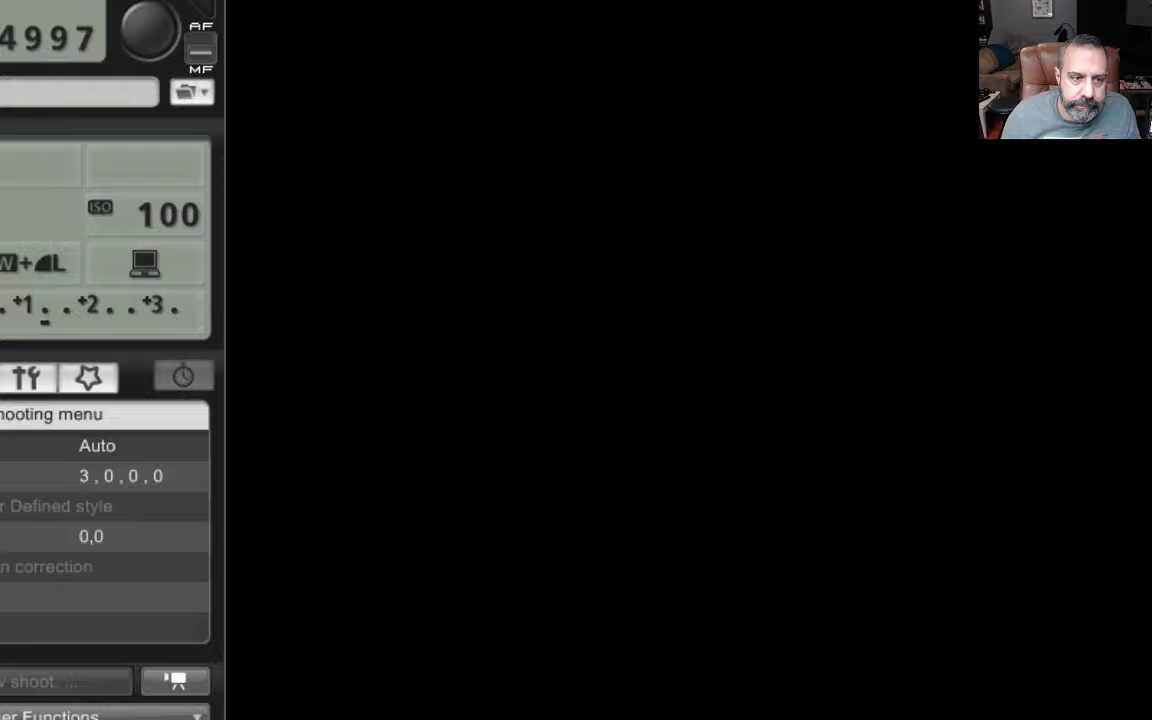 4997
AF
MF
ISO 100
W+L
. +1 . . +2 . . +3 .
hooting menu
Auto
3 , 0 , 0 , 0
r Defined style
0,0
n correction
w shoot ...
er Functions